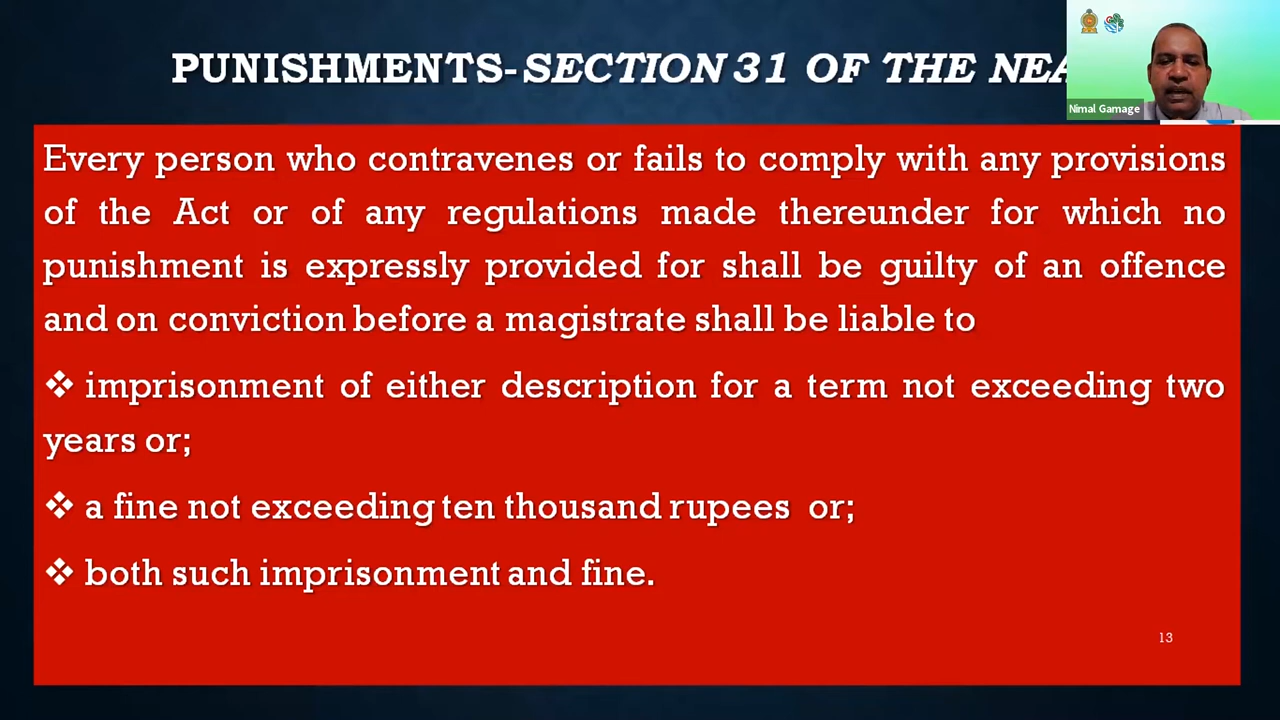 PUNISHMENTS-SECTION 31 OF THE NEA
Nimal Gamage
Every person who contravenes or fails to comply with any provisions
of the Act or of any regulations made thereunder for which no
punishment is expressly provided for shall be guilty of an offence
and on conviction before a magistrate shall be liable to
❖ imprisonment of either description for a term not exceeding two
years or;
❖ a fine not exceeding ten thousand rupees or;
❖ both such imprisonment and fine.
13